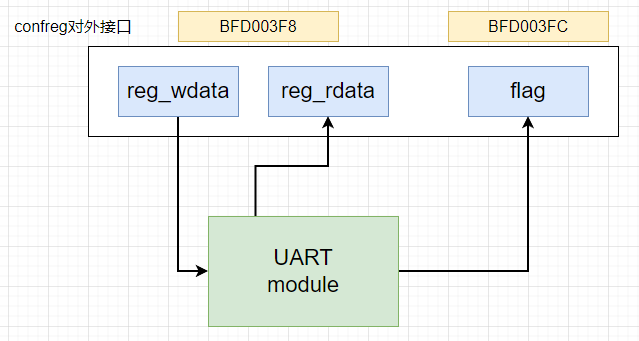 confreg对外接口
BFD003F8
BFD003FC
reg_wdata
reg_rdata
flag
UART
module